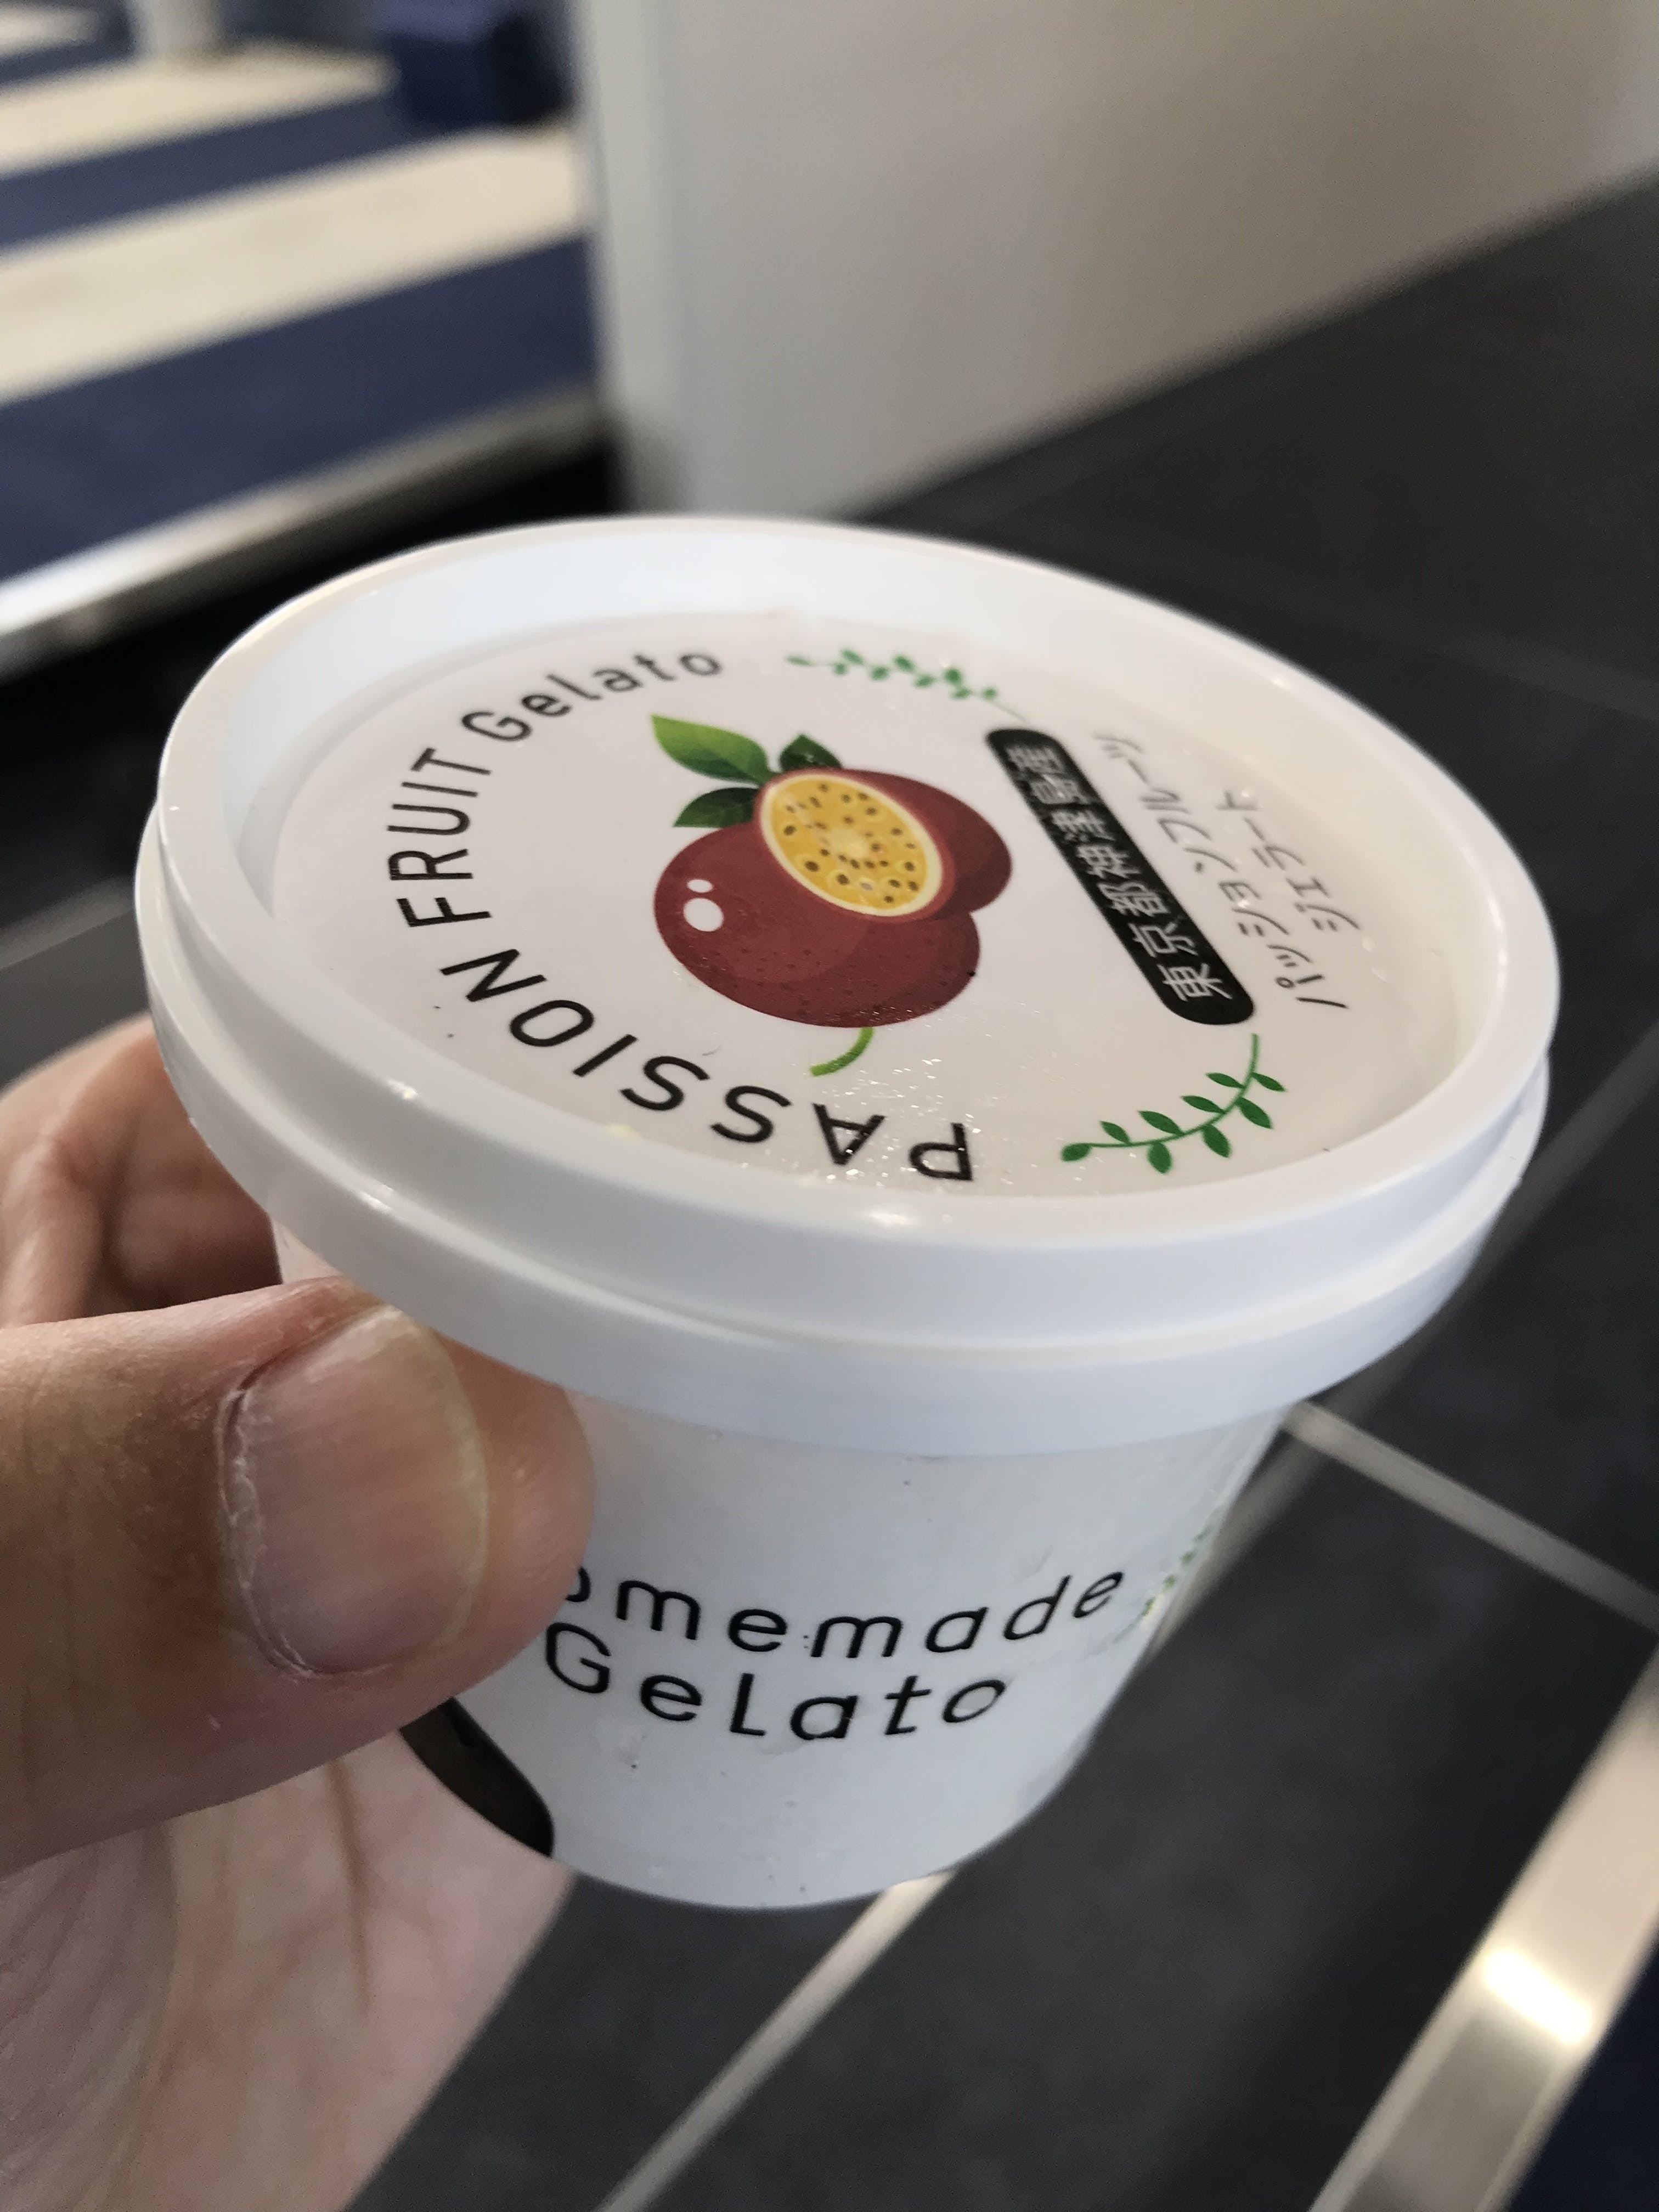 PASSION FRUIT Gelato
東京都神津島産
パッションフルーツ
ジェラート
omemade
GeLato